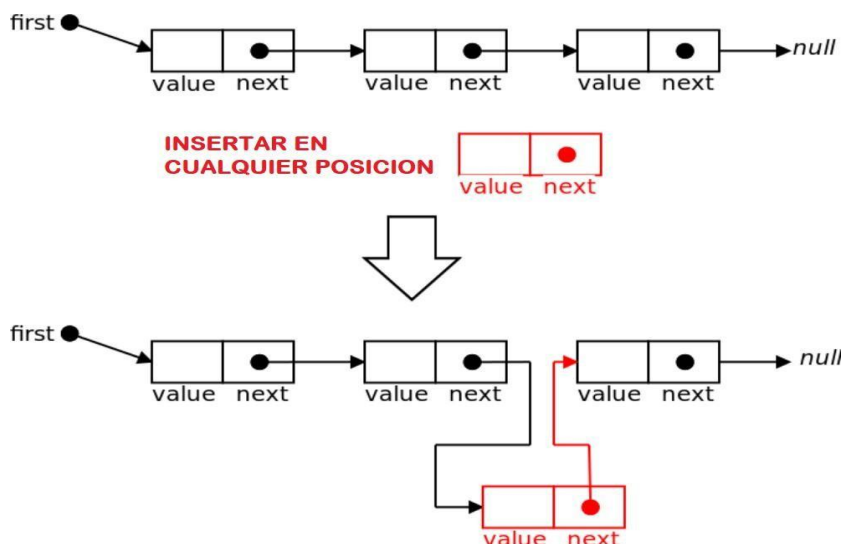 first
null
value next value next value next
INSERTAR EN
CUALQUIER POSICION
value next
first
null
value next value next value next
value next